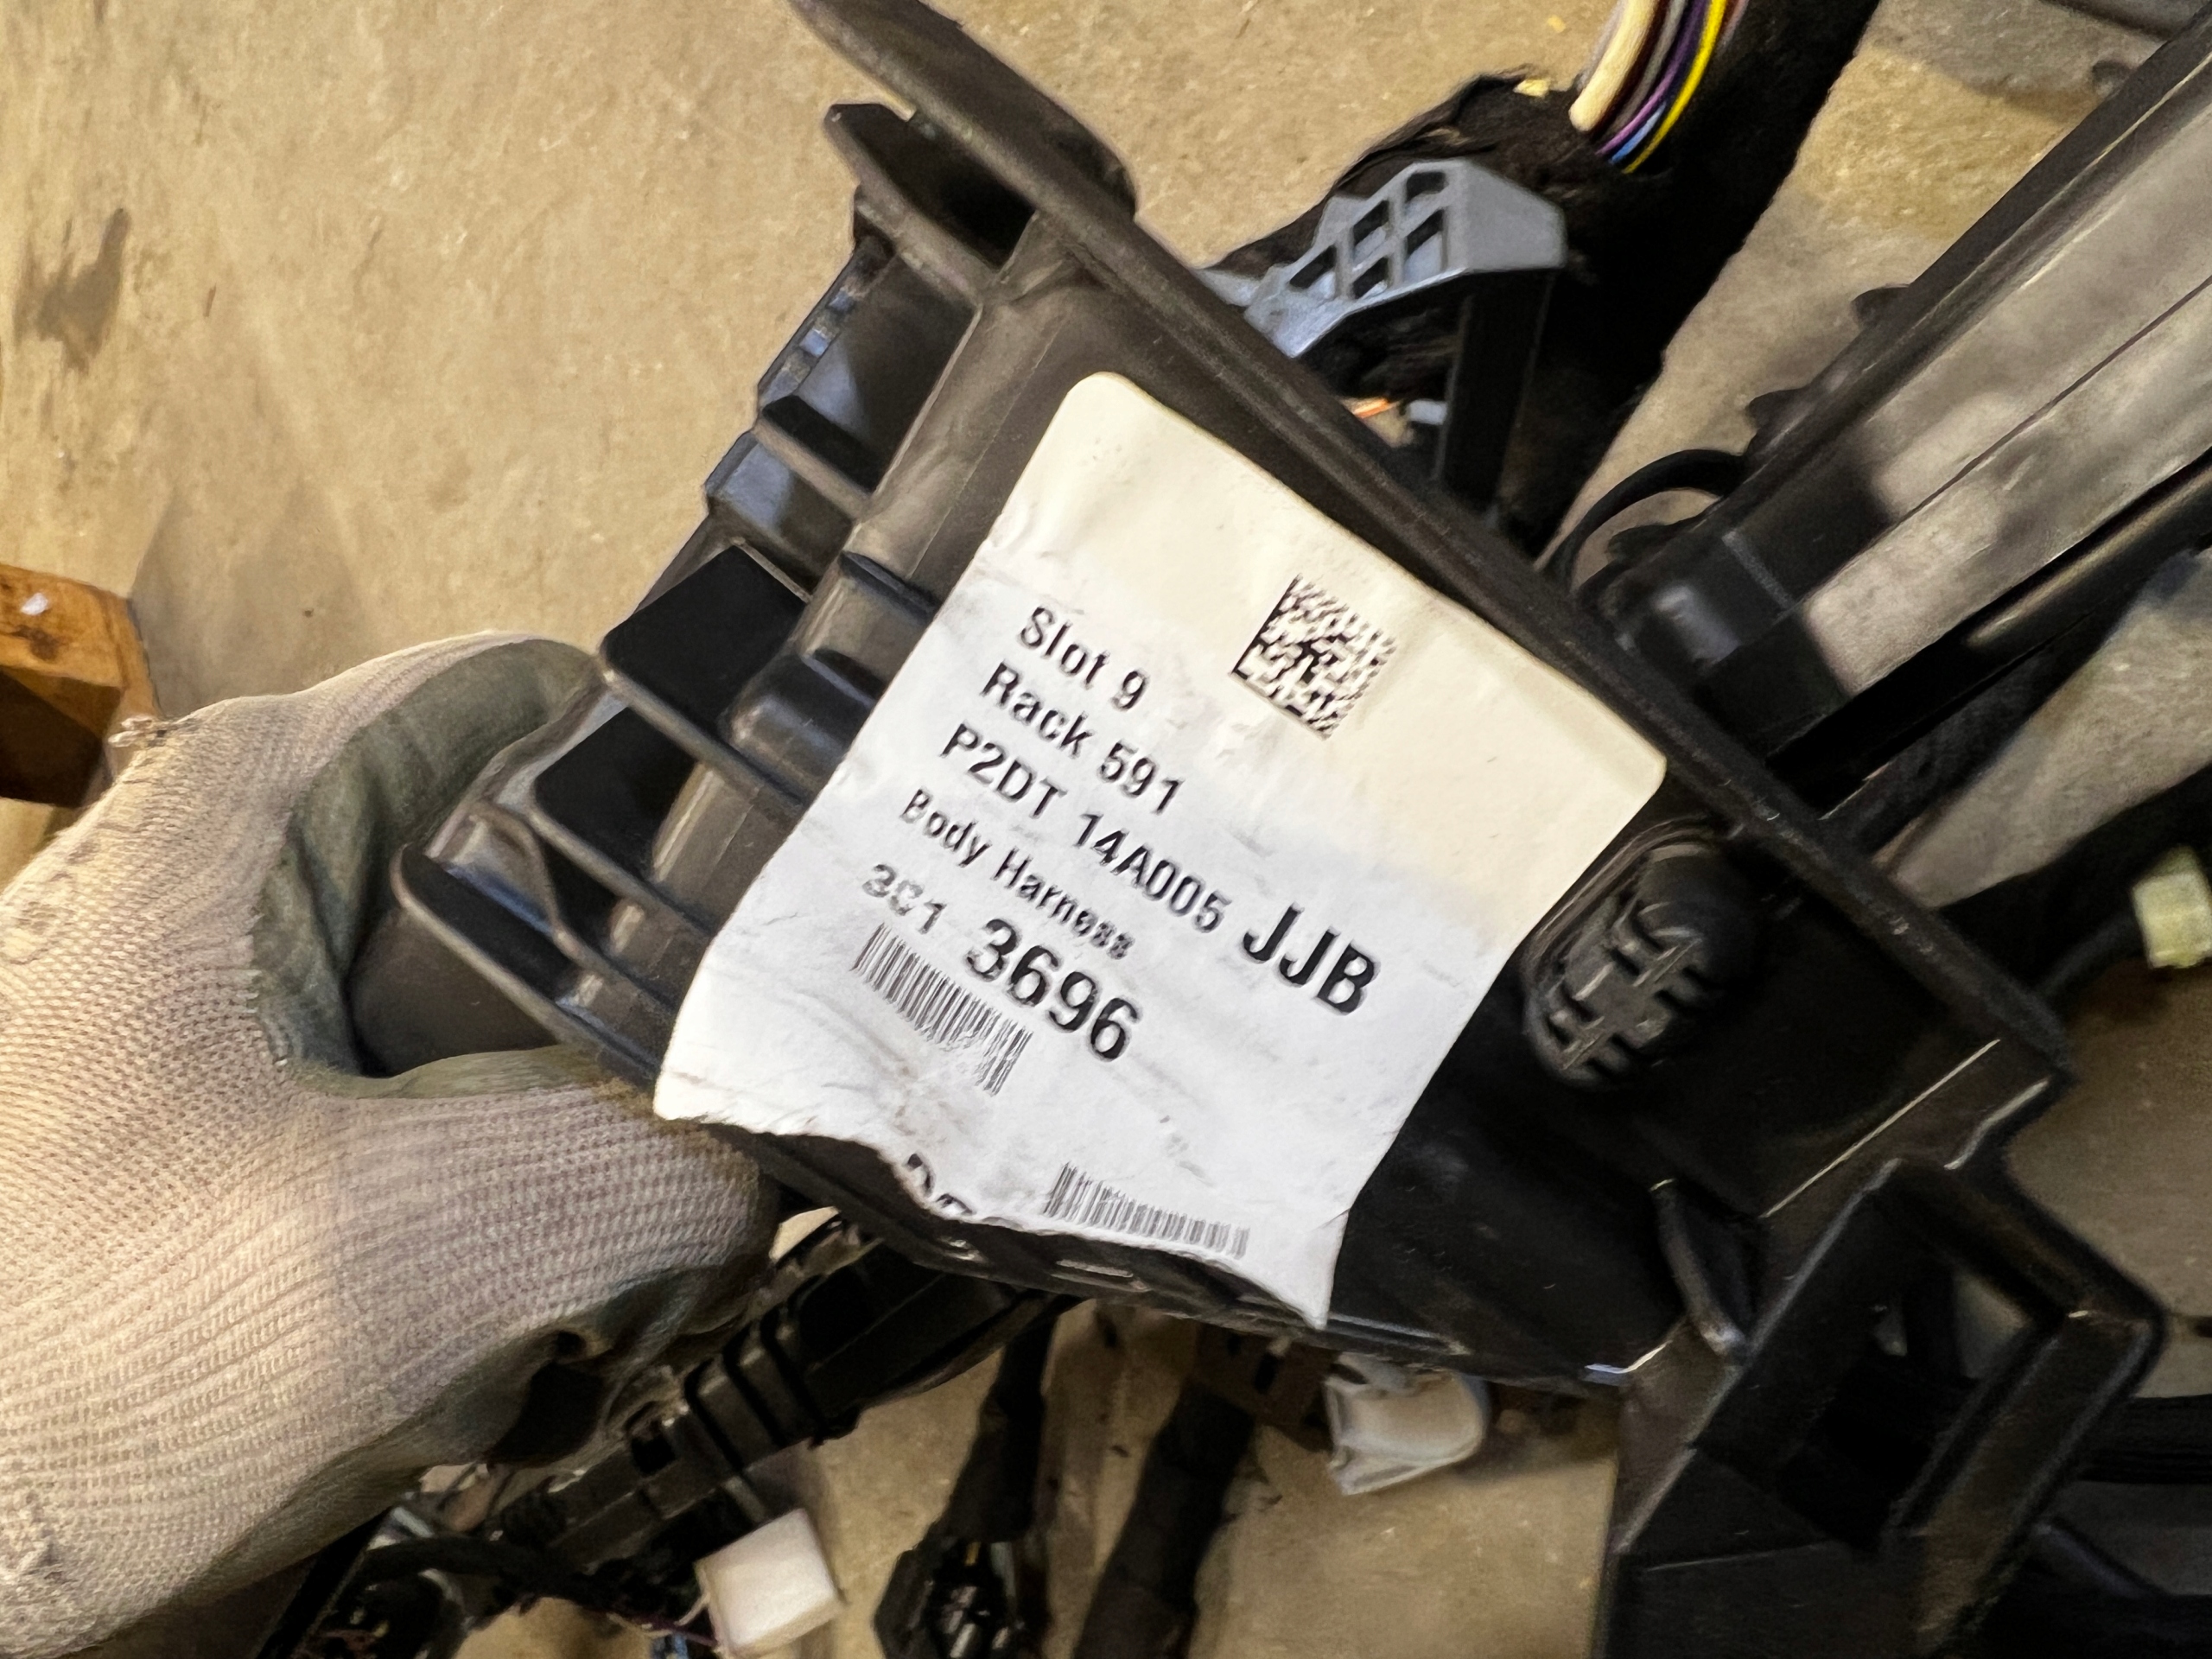 Slot 9
Rack 591
P2DT 14A005 JJB
Body Harness
3696